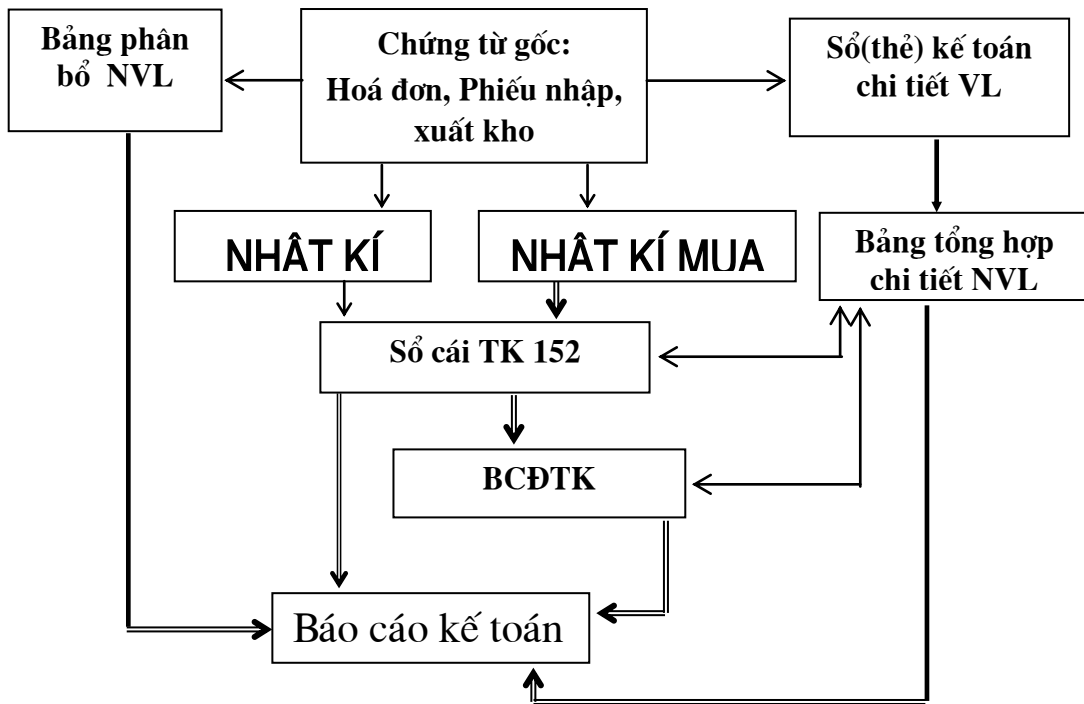 Bảng phân
bổ NVL
Chứng từ gốc:
Hoá đơn, Phiếu nhập,
xuất kho
Sổ(thẻ) kế toán
chi tiết VL
NHÂT KÍ
NHÂT KÍ MUA
Bảng tổng hợp
chi tiết NVL
Sổ cái TK 152
BCĐTK
Báo cáo kế toán